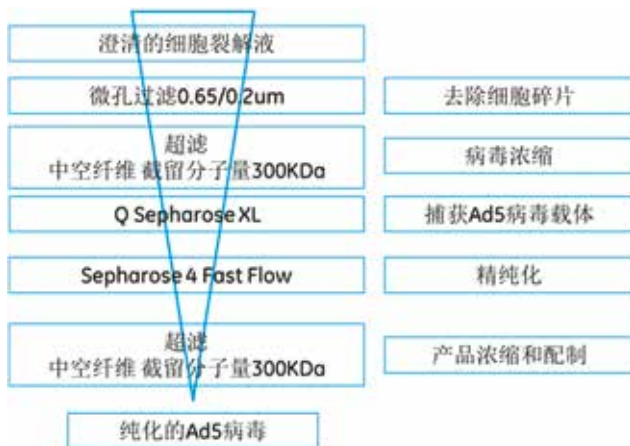 澄清的细胞裂解液
微孔过滤0.65/0.2um
去除细胞碎片
超滤
中空纤维 截留分子量300KDa
病毒浓缩
Q Sepharose XL
捕获Ad5病毒载体
Sepharose 4 Fast Flow
精纯化
超滤
中空纤维 截留分子量300KDa
产品浓缩和配制
纯化的Ad5病毒